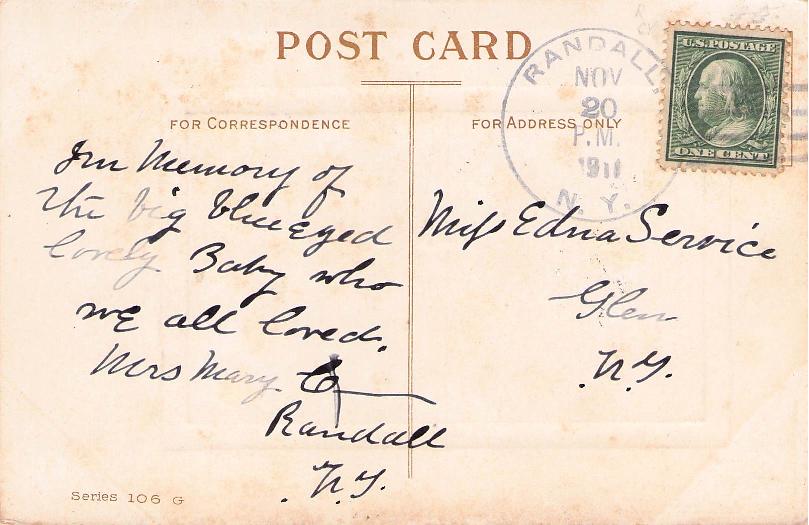 POST CARD
FOR CORRESPONDENCE
FOR ADDRESS ONLY
RANDALL,
NOV
20
P.M.
1911
N. Y.
U.S. POSTAGE
ONE CENT
Im Memory of
the big blue eyed
lovely Baby who
we all loved.
Mrs Mary
Randall
N.Y.
Miss Edna Service
Glen
N.Y.
Series 106 G